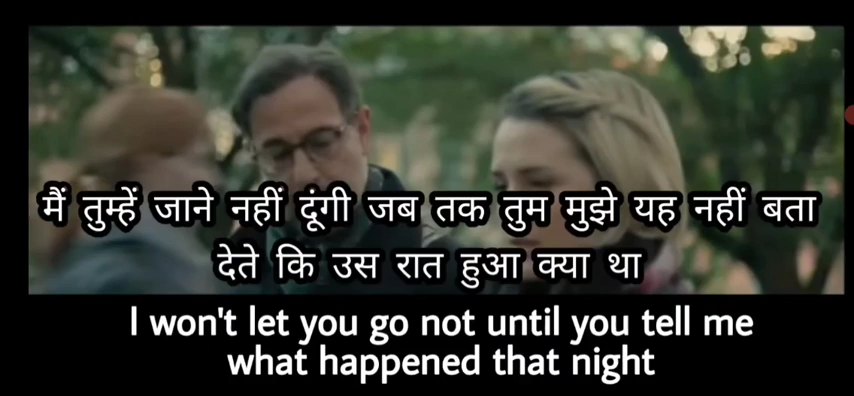 मैं तुम्हें जाने नहीं दूंगी जब तक तुम मुझे यह नहीं बता
देते कि उस रात हुआ क्या था
I won't let you go not until you tell me
what happened that night